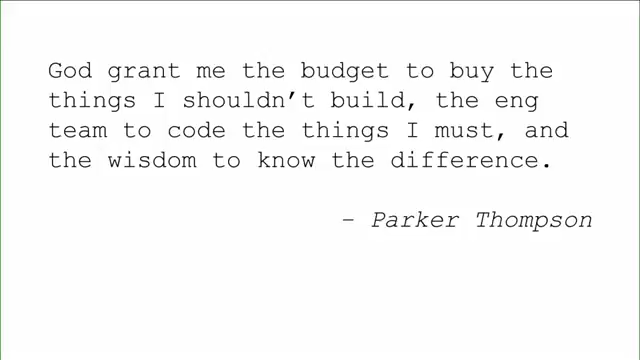 God grant me the budget to buy the
things I shouldn’t build, the eng
team to code the things I must, and
the wisdom to know the difference.
– Parker Thompson